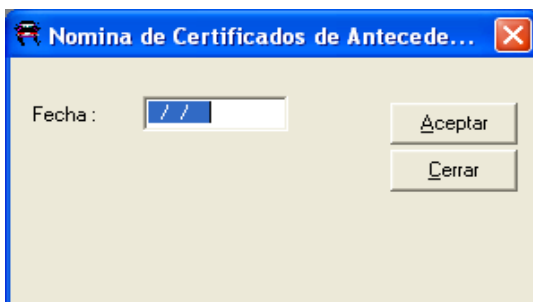 Nomina de Certificados de Antecede...
Fecha :
/ /
Aceptar
Cerrar